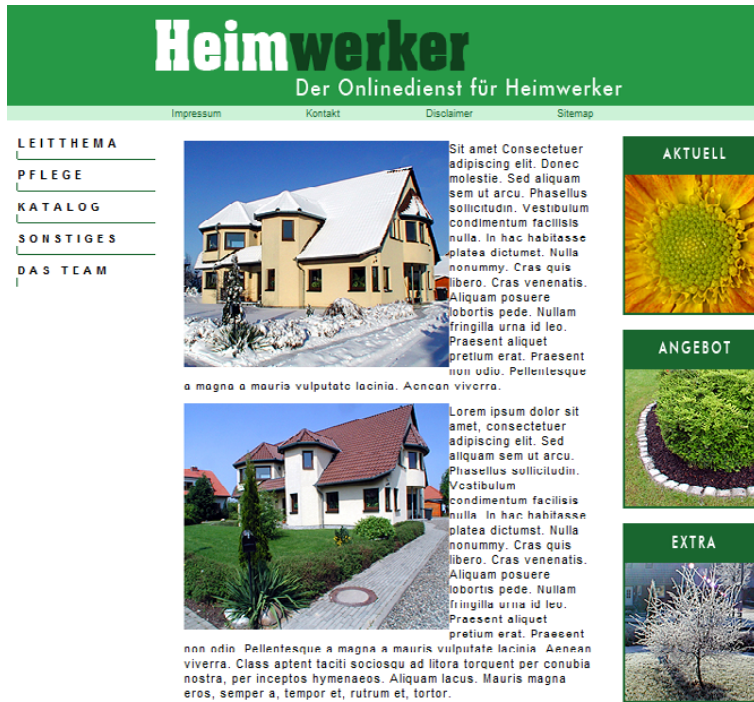 Heimwerker
Der Onlinedienst für Heimwerker
Impressum Kontakt Disclaimer Sitemap
LEITTHEMA
PFLEGE
KATALOG
SONSTIGES
DAS TEAM
Sit amet Consectetuer
adipiscing elit. Donec
molestie. Sed aliquam
sem ut arcu. Phasellus
sollicitudin. Vestibulum
condimentum facilisis
nulla. In hac habitasse
platea dictumst. Nulla
nonummy. Cras quis
libero. Cras venenatis.
Aliquam posuere
lobortis pede. Nullam
fringilla urna id leo.
Praesent aliquet
pretium erat. Praesent
non odio. Pellentesque
a magna a mauris vulputate lacinia. Aenean viverra.
Lorem ipsum dolor sit
amet, consectetuer
adipiscing elit. Sed
aliquam sem ut arcu.
Phasellus sollicitudin.
Vestibulum
condimentum facilisis
nulla. In hac habitasse
platea dictumst. Nulla
nonummy. Cras quis
libero. Cras venenatis.
Aliquam posuere
lobortis pede. Nullam
fringilla urna id leo.
Praesent aliquet
pretium erat. Praesent
non odio. Pellentesque a magna a mauris vulputate lacinia. Aenean
viverra. Class aptent taciti sociosqu ad litora torquent per conubia
nostra, per inceptos hymenaeos. Aliquam lacus. Mauris magna
eros, semper a, tempor et, rutrum et, tortor.
AKTUELL
ANGEBOT
EXTRA